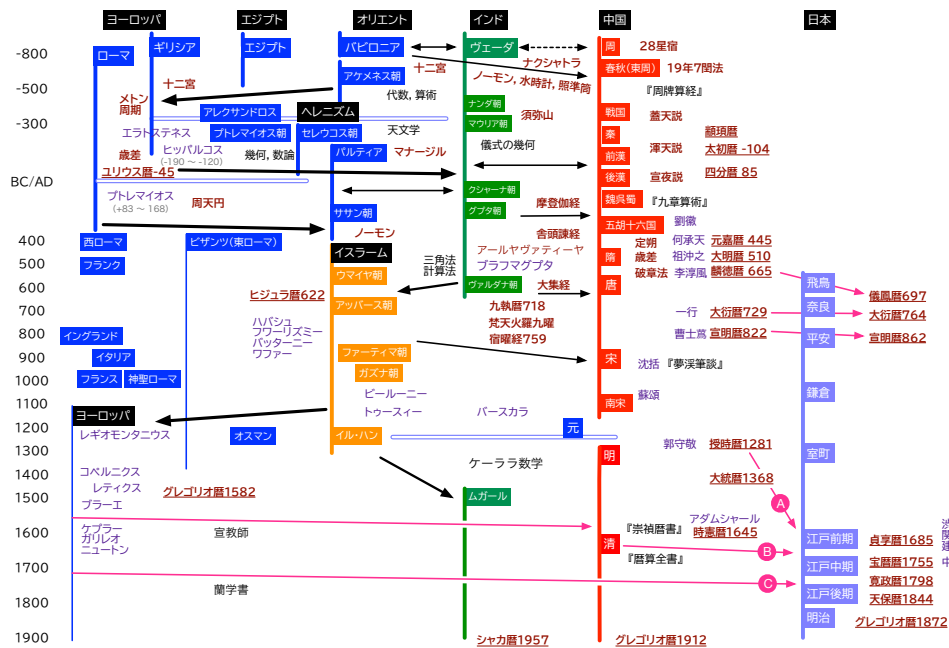 ヨーロッパ
エジプト
オリエント
インド
中国
日本
-800
-500
-300
BC/AD
400
500
600
700
800
900
1000
1100
1200
1300
1400
1500
1600
1700
1800
1900
ローマ
ギリシア
十二宮
メトン
周期
エラトステネス
ヒッパルコス
(-190 ～ -120)
歳差
ユリウス暦-45
プトレマイオス
(+83 ～ 168)
周天円
西ローマ
フランク
イングランド
イタリア
フランス
神聖ローマ
ヨーロッパ
レギオモンタニウス
コペルニクス
レティクス
ブラーエ
グレゴリオ暦1582
ケプラー
ガリレオ
ニュートン
宣教師
蘭学書
エジプト
アレクサンドロス
ヘレニズム
プトレマイオス朝
セレウコス朝
幾何, 数論
ビザンツ(東ローマ)
オスマン
バビロニア
アケメネス朝
十二宮
代数, 算術
天文学
パルティア
マナージル
ササン朝
ノーモン
イスラーム
ウマイヤ朝
ヒジュラ暦622
アッバース朝
ハバシュ
フワーリズミー
バッターニー
ワファー
ファーティマ朝
ガズナ朝
ビールーニー
トゥースィー
イル・ハン
三角法
計算法
ヴェーダ
ナクシャトラ
ノーモン, 水時計, 照準筒
ナンダ朝
マウリア朝
須弥山
儀式の幾何
クシャーナ朝
グプタ朝
摩登伽経
舎頭諫経
アールヤヴァティーヤ
ブラフマグプタ
ヴァルダナ朝
大集経
九執暦718
梵天火羅九曜
宿曜経759
バースカラ
元
ケーララ数学
ムガール
シャカ暦1957
周
28星宿
春秋(東周)
19年7閏法
『周牌算経』
戦国
蓋天説
秦
顓頊暦
前漢
渾天説
太初暦 -104
後漢
宣夜説
四分暦 85
魏呉蜀
『九章算術』
五胡十六国
劉徽
定朔
何承天
元嘉暦 445
隋
歳差
祖沖之
大明暦 510
唐
破章法
李淳風
麟徳暦 665
一行
大衍暦729
曹士蔿
宣明暦822
宋
沈括
『夢渓筆談』
南宋
蘇頌
明
郭守敬
授時暦1281
大統暦1368
A
『崇禎暦書』
アダムシャール
時憲暦1645
清
B
『暦算全書』
C
グレゴリオ暦1912
飛鳥
儀鳳暦697
奈良
大衍暦764
平安
宣明暦862
鎌倉
室町
江戸前期
貞享暦1685
江戸中期
宝暦暦1755
寛政暦1798
江戸後期
天保暦1844
明治
グレゴリオ暦1872